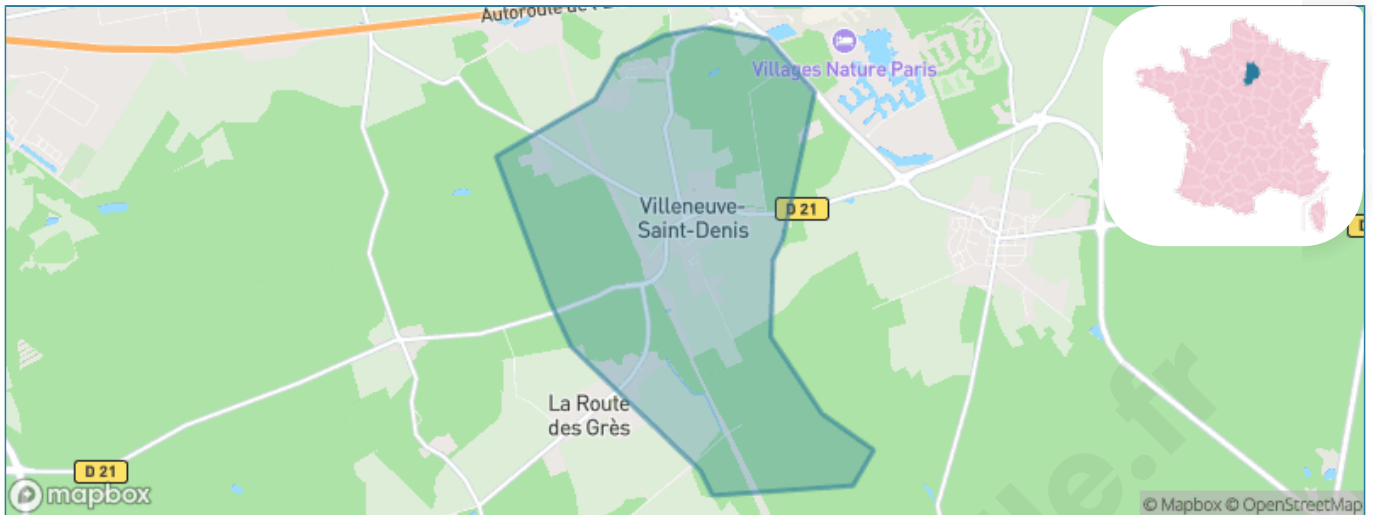 Autoroute de l'E
Villages Nature Paris
Villeneuve-
Saint-Denis
D 21
La Route
des Grès
D 21
mapbox
© Mapbox © OpenStreetMap